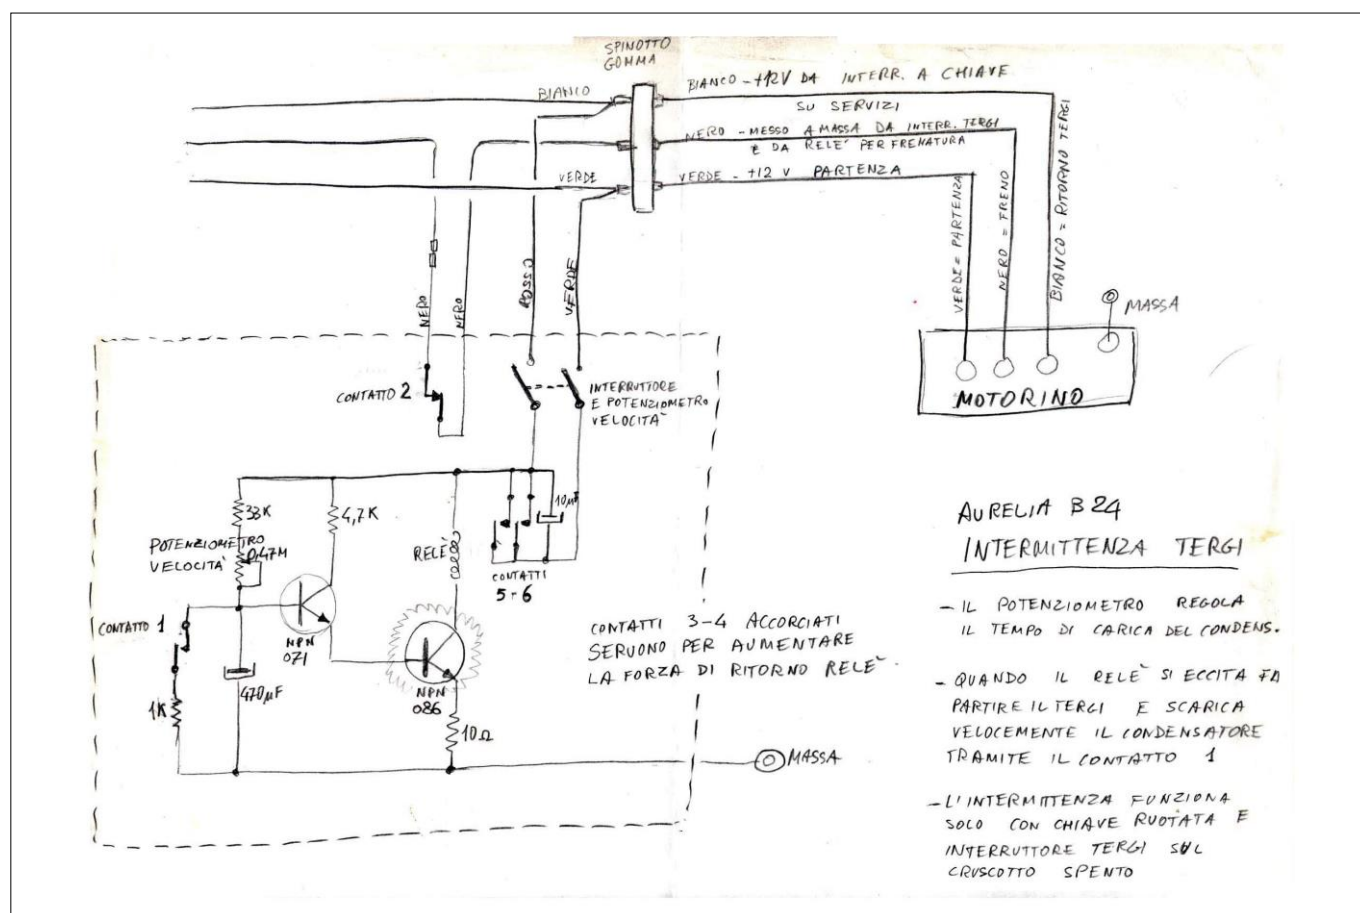 SPINOTTO
GOMMA
BIANCO
BIANCO - +12V DA INTERR. A CHIAVE
SU SERVIZI
NERO - MESSO A MASSA DA INTERR. TERGI
E DA RELE' PER FRENATURA
VERDE
VERDE - +12 V PARTENZA
NERO
NERO
ROSSO
VERDE
VERDE = PARTENZA
NERO = FRENO
BIANCO = RITORNO TERGI
MASSA
MOTORINO
CONTATTO 2
INTERRUTTORE
E POTENZIOMETRO
VELOCITÀ
33K
4,7K
10µF
POTENZIOMETRO
VELOCITÀ
0,47M
RELE'
CONTATTI
5-6
CONTATTO 1
NPN
071
470µF
1K
NPN
086
10Ω
MASSA
CONTATTI 3-4 ACCORCIATI
SERVONO PER AUMENTARE
LA FORZA DI RITORNO RELE'.
AURELIA B24
INTERMITTENZA TERGI
- IL POTENZIOMETRO REGOLA
IL TEMPO DI CARICA DEL CONDENS.
- QUANDO IL RELE' SI ECCITA FA
PARTIRE IL TERGI E SCARICA
VELOCEMENTE IL CONDENSATORE
TRAMITE IL CONTATTO 1
- L'INTERMITTENZA FUNZIONA
SOLO CON CHIAVE RUOTATA E
INTERRUTTORE TERGI SUL
CRUSCOTTO SPENTO